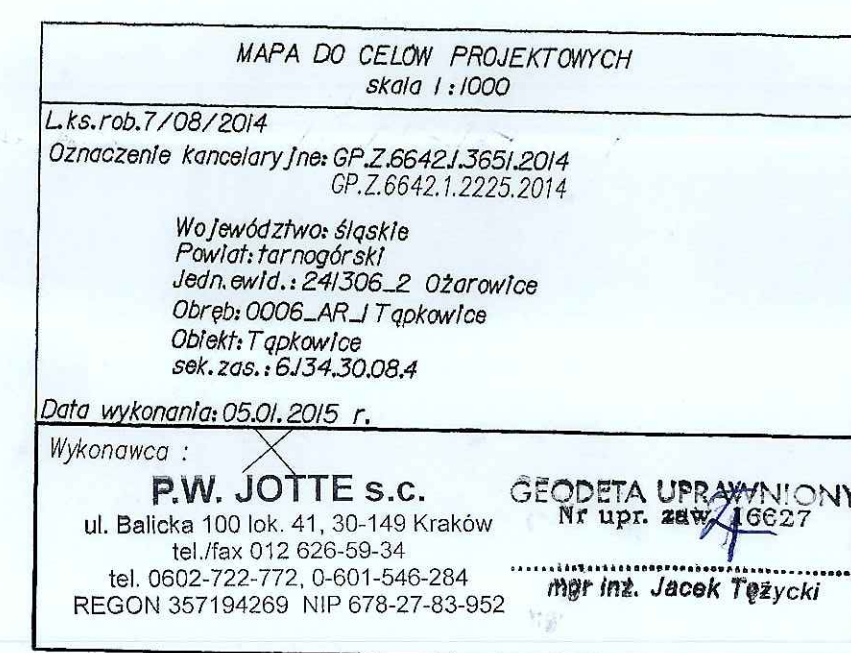 MAPA DO CELÓW PROJEKTOWYCH
skala 1:1000
L.ks.rob.7/08/2014
Oznaczenie kancelaryjne: GP.Z.6642.1.3651.2014
GP.Z.6642.1.2225.2014
Województwo: śląskie
Powiat: tarnogórski
Jedn.ewid.: 241306_2 Ożarowice
Obręb: 0006_AR_1 Tąpkowice
Obiekt: Tąpkowice
sek.zas.: 6.134.30.08.4
Data wykonania: 05.01.2015 r.
Wykonawca :
P.W. JOTTE s.c.
ul. Balicka 100 lok. 41, 30-149 Kraków
tel./fax 012 626-59-34
tel. 0602-722-772, 0-601-546-284
REGON 357194269 NIP 678-27-83-952
GEODETA UPRAWNIONY
Nr upr. zaw. 16627
mgr inż. Jacek Tężycki